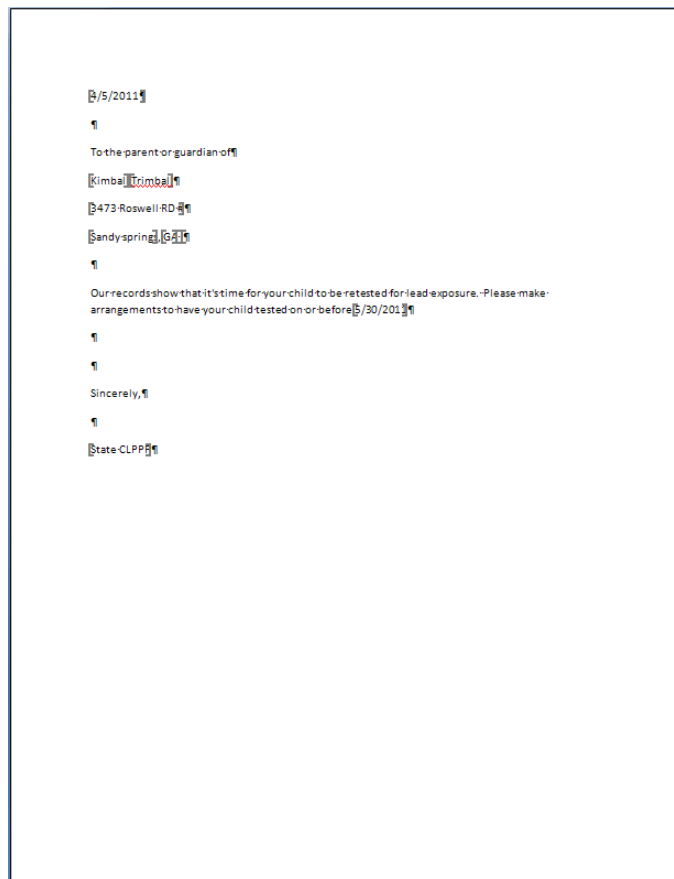 4/5/2011¶
¶
To the parent or guardian of¶
[Kimbal] [Trimbal]¶
[3473 Roswell RD #]¶
[Sandy springs], [GA ]¶
¶
Our records show that it's time for your child to be retested for lead exposure. Please make
arrangements to have your child tested on or before [5/30/2011]¶
¶
¶
Sincerely,¶
¶
[State CLPPP]¶